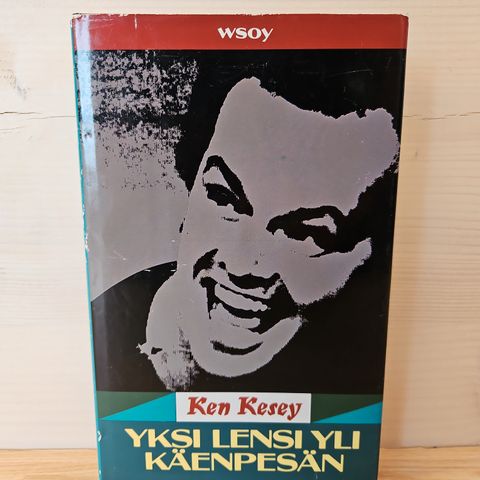 wsoy
Ken Kesey
YKSI LENSI YLI
KÄENPESÄN